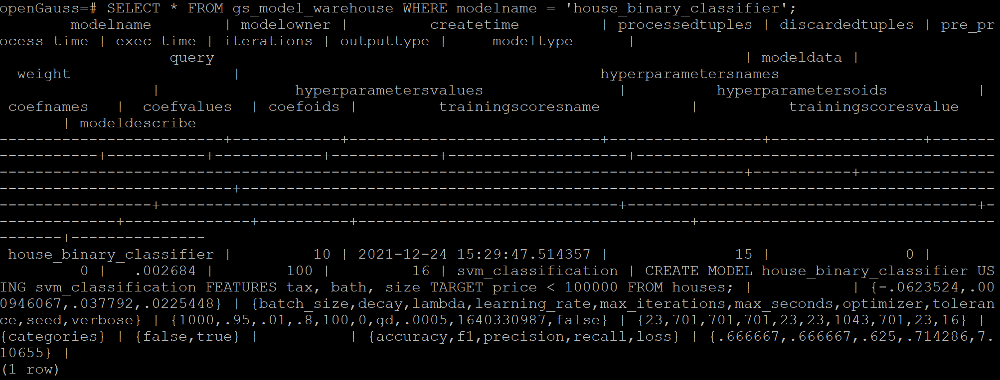 openGauss=# SELECT * FROM gs_model_warehouse WHERE modelname = 'house_binary_classifier';
        modelname         | modelowner |         createtime         | processedtuples | discardedtuples | pre_pr
ocess_time | exec_time | iterations | outputtype |     modeltype      |
                   query                                                           | modeldata |
  weight                  |                                        hyperparametersnames
                 |               hyperparametersvalues               |          hyperparametersoids          |
 coefnames   |  coefvalues  | coefoids |         trainingscoresname          |          trainingscoresvalue
       | modeldescribe
-------------------------+------------+----------------------------+-----------------+-----------------+-------
-----------+-----------+------------+------------+--------------------+----------------------------------------
-----------------------------------------------------------------------------------+-----------+---------------
--------------------------+------------------------------------------------------------------------------------
-----------------+---------------------------------------------------+---------------------------------------+-
-------------+--------------+----------+-------------------------------------+---------------------------------
-------+---------------
 house_binary_classifier |         10 | 2021-12-24 15:29:47.514357 |              15 |               0 |
         0 |   .002684 |        100 |         16 | svm_classification | CREATE MODEL house_binary_classifier US
ING svm_classification FEATURES tax, bath, size TARGET price < 100000 FROM houses; |           | {-.0623524,.00
0946067,.037792,.0225448} | {batch_size,decay,lambda,learning_rate,max_iterations,max_seconds,optimizer,toleran
ce,seed,verbose} | {1000,.95,.01,.8,100,0,gd,.0005,1640330987,false} | {23,701,701,701,23,23,1043,701,23,16} |
{categories} | {false,true} |          | {accuracy,f1,precision,recall,loss} | {.666667,.666667,.625,.714286,7.
10655} |
(1 row)